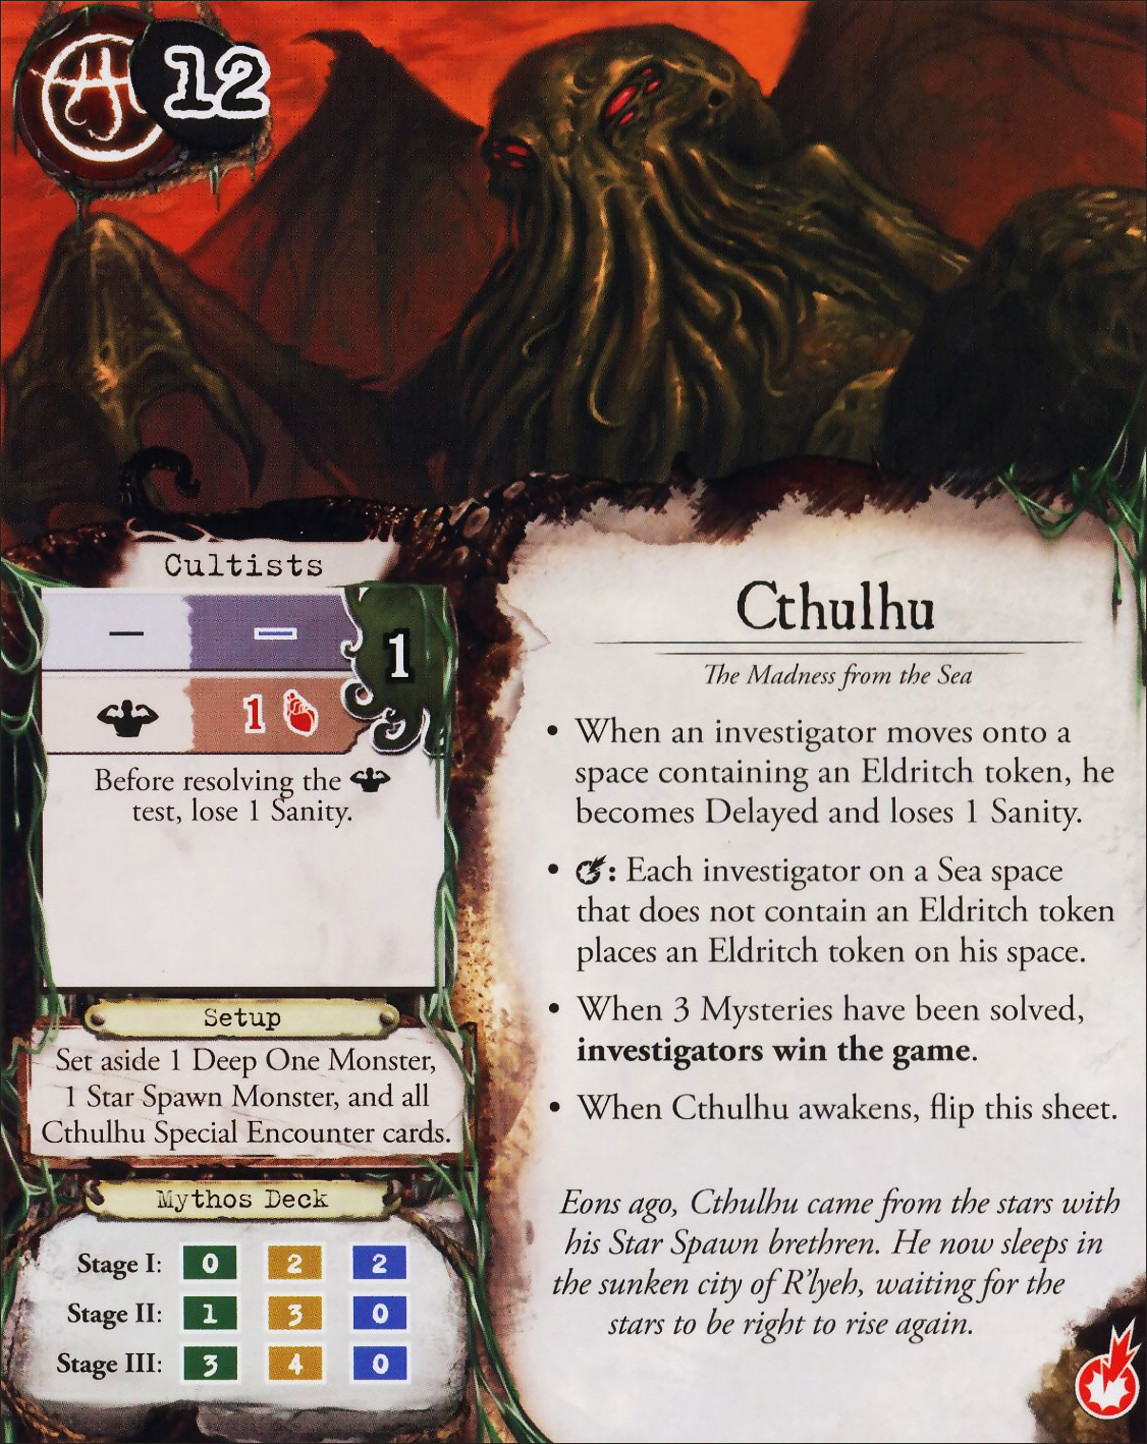 12
Cultists
— —
1
1
Before resolving the
test, lose 1 Sanity.
Setup
Set aside 1 Deep One Monster,
1 Star Spawn Monster, and all
Cthulhu Special Encounter cards.
Mythos Deck
Stage I: 0 2 2
Stage II: 1 3 0
Stage III: 3 4 0
Cthulhu
The Madness from the Sea
• When an investigator moves onto a
space containing an Eldritch token, he
becomes Delayed and loses 1 Sanity.
• : Each investigator on a Sea space
that does not contain an Eldritch token
places an Eldritch token on his space.
• When 3 Mysteries have been solved,
investigators win the game.
• When Cthulhu awakens, flip this sheet.
Eons ago, Cthulhu came from the stars with
his Star Spawn brethren. He now sleeps in
the sunken city of R'lyeh, waiting for the
stars to be right to rise again.